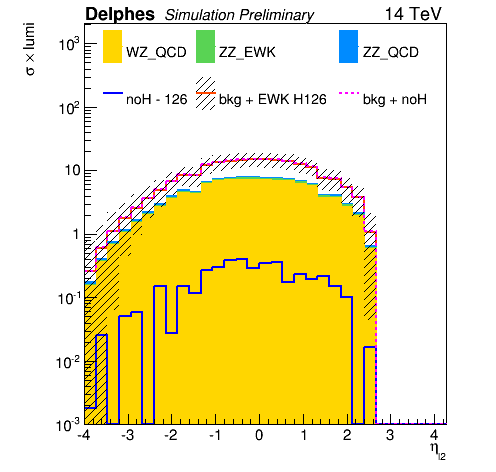 Delphes Simulation Preliminary 14 TeV
σ × lumi
WZ_QCD ZZ_EWK ZZ_QCD
noH - 126 bkg + EWK H126 bkg + noH
10³
10²
10
1
10⁻¹
10⁻²
10⁻³
-4 -3 -2 -1 0 1 2 3 4
η_l2